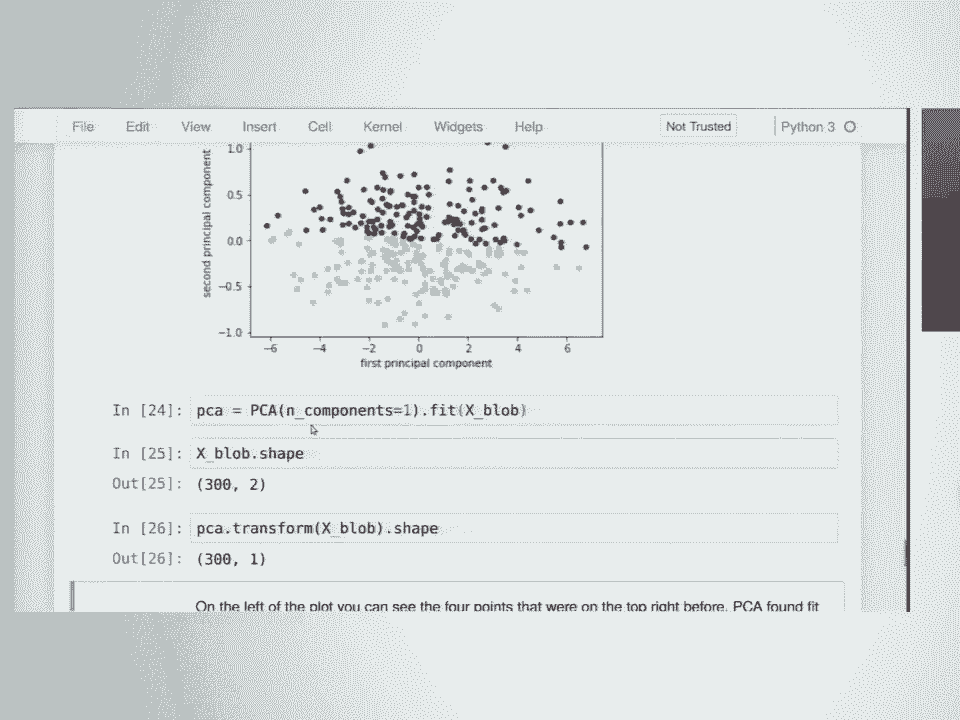 File Edit View Insert Cell Kernel Widgets Help Not Trusted Python 3
second principal component
1.0
0.5
0.0
−0.5
−1.0
−6 −4 −2 0 2 4 6
first principal component
In [24]: pca = PCA(n_components=1).fit(X_blob)
In [25]: X_blob.shape
Out[25]: (300, 2)
In [26]: pca.transform(X_blob).shape
Out[26]: (300, 1)
On the left of the plot you can see the four points that were on the top right before. PCA found fit